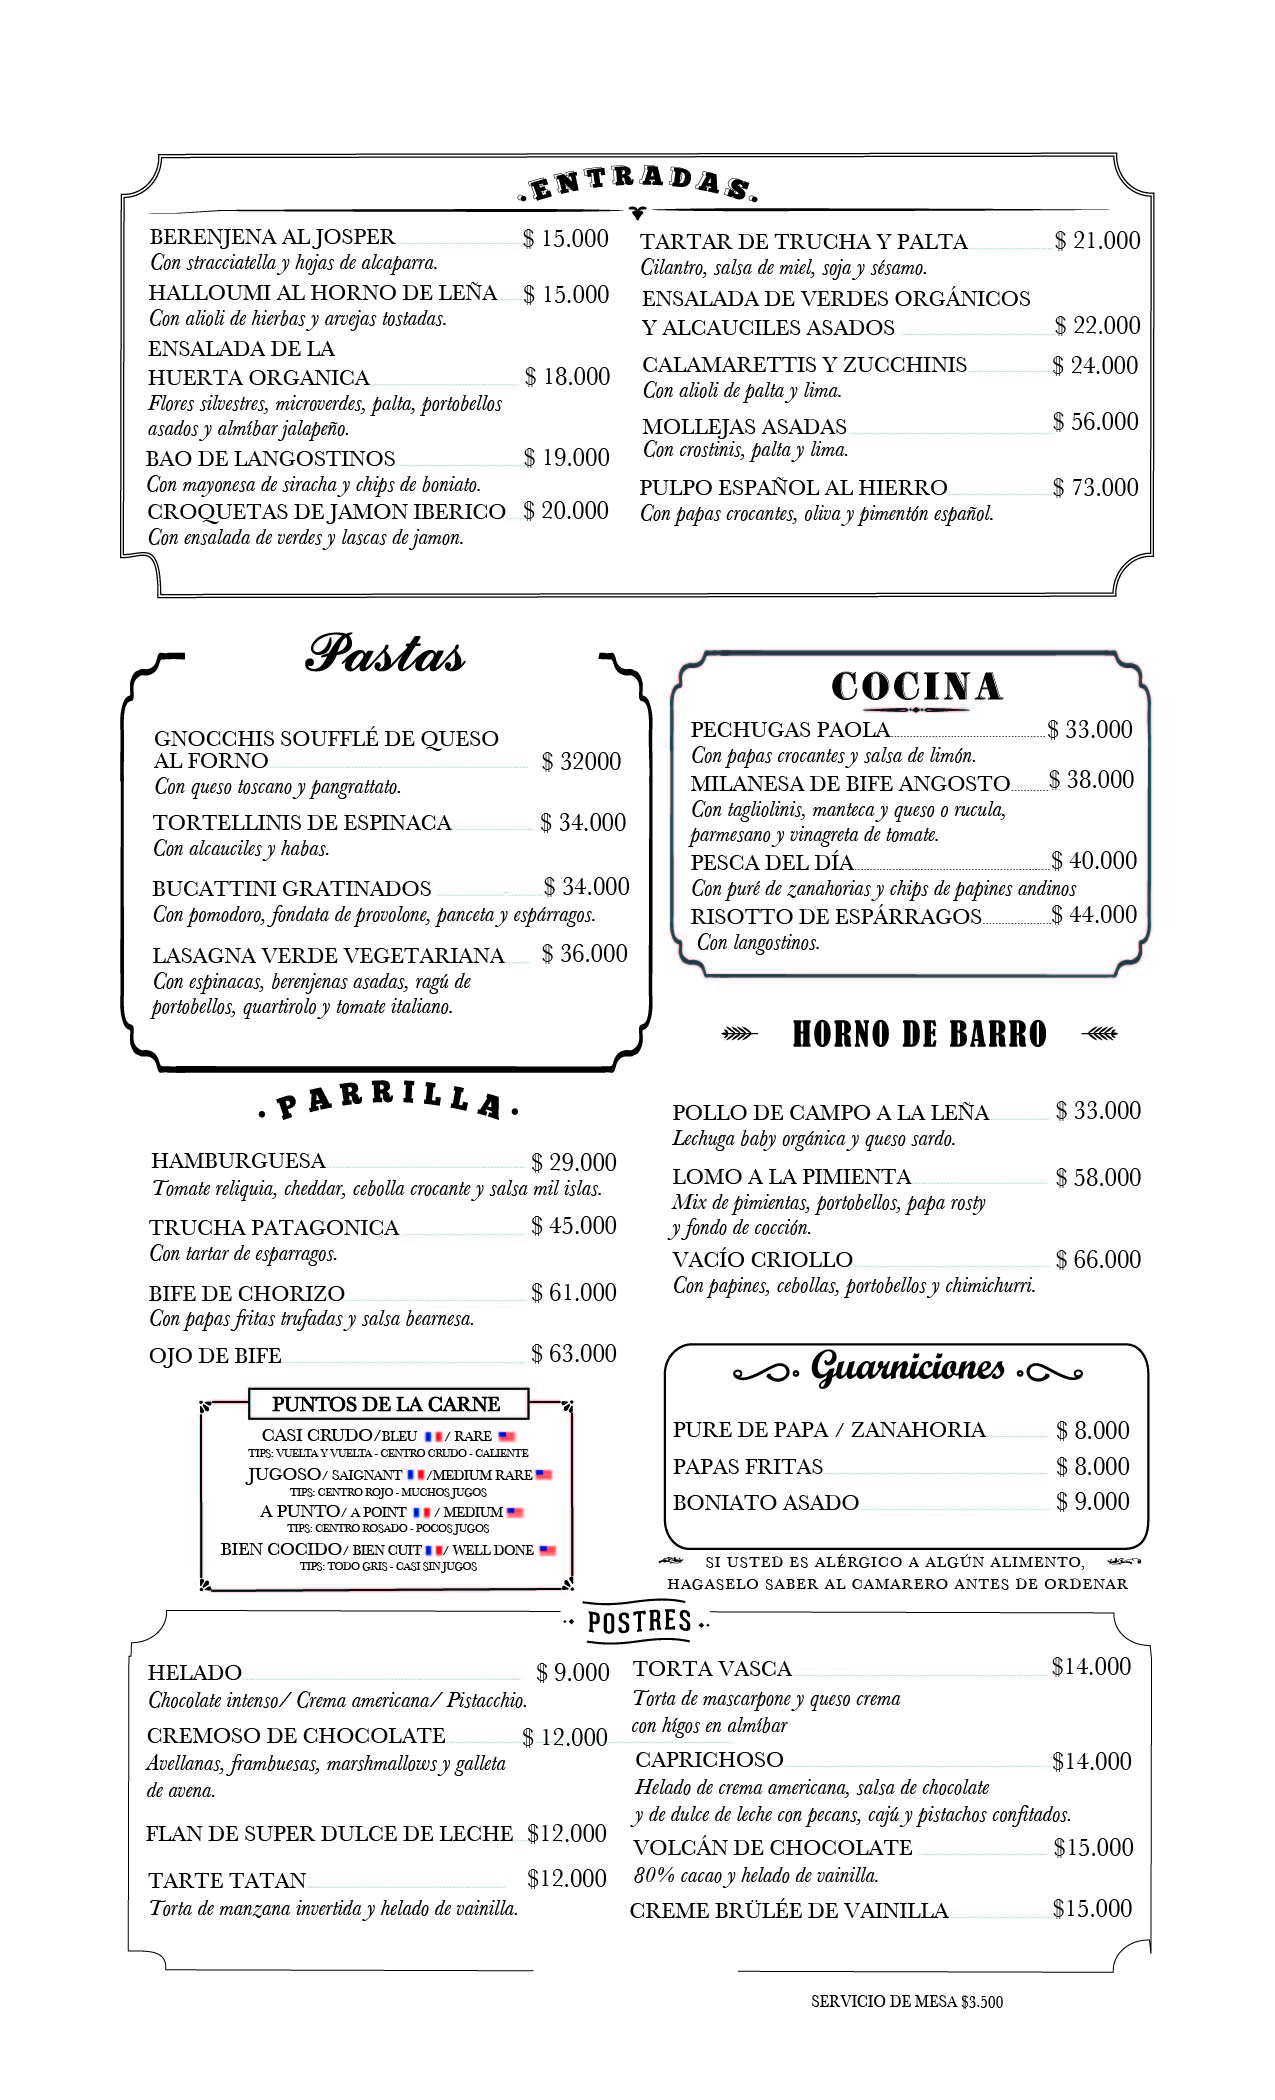 ENTRADAS
BERENJENA AL JOSPER $ 15.000
Con stracciatella y hojas de alcaparra.
HALLOUMI AL HORNO DE LEÑA $ 15.000
Con alioli de hierbas y arvejas tostadas.
ENSALADA DE LA
HUERTA ORGANICA $ 18.000
Flores silvestres, microverdes, palta, portobellos
asados y almíbar jalapeño.
BAO DE LANGOSTINOS $ 19.000
Con mayonesa de siracha y chips de boniato.
CROQUETAS DE JAMON IBERICO $ 20.000
Con ensalada de verdes y lascas de jamon.
TARTAR DE TRUCHA Y PALTA $ 21.000
Cilantro, salsa de miel, soja y sésamo.
ENSALADA DE VERDES ORGÁNICOS
Y ALCAUCILES ASADOS $ 22.000
CALAMARETTIS Y ZUCCHINIS $ 24.000
Con alioli de palta y lima.
MOLLEJAS ASADAS $ 56.000
Con crostinis, palta y lima.
PULPO ESPAÑOL AL HIERRO $ 73.000
Con papas crocantes, oliva y pimentón español.
Pastas
GNOCCHIS SOUFFLÉ DE QUESO
AL FORNO $ 32000
Con queso toscano y pangrattato.
TORTELLINIS DE ESPINACA $ 34.000
Con alcauciles y habas.
BUCATTINI GRATINADOS $ 34.000
Con pomodoro, fondata de provolone, panceta y espárragos.
LASAGNA VERDE VEGETARIANA $ 36.000
Con espinacas, berenjenas asadas, ragú de
portobellos, quartirolo y tomate italiano.
COCINA
PECHUGAS PAOLA $ 33.000
Con papas crocantes y salsa de limón.
MILANESA DE BIFE ANGOSTO $ 38.000
Con tagliolinis, manteca y queso o rucula,
parmesano y vinagreta de tomate.
PESCA DEL DÍA $ 40.000
Con puré de zanahorias y chips de papines andinos
RISOTTO DE ESPÁRRAGOS $ 44.000
Con langostinos.
PARRILLA
HAMBURGUESA $ 29.000
Tomate reliquia, cheddar, cebolla crocante y salsa mil islas.
TRUCHA PATAGONICA $ 45.000
Con tartar de esparragos.
BIFE DE CHORIZO $ 61.000
Con papas fritas trufadas y salsa bearnesa.
OJO DE BIFE $ 63.000
PUNTOS DE LA CARNE
CASI CRUDO/BLEU / RARE
TIPS: VUELTA Y VUELTA - CENTRO CRUDO - CALIENTE
JUGOSO/ SAIGNANT /MEDIUM RARE
TIPS: CENTRO ROJO - MUCHOS JUGOS
A PUNTO/ A POINT / MEDIUM
TIPS: CENTRO ROSADO - POCOS JUGOS
BIEN COCIDO/ BIEN CUIT / WELL DONE
TIPS: TODO GRIS - CASI SIN JUGOS
HORNO DE BARRO
POLLO DE CAMPO A LA LEÑA $ 33.000
Lechuga baby orgánica y queso sardo.
LOMO A LA PIMIENTA $ 58.000
Mix de pimientas, portobellos, papa rosty
y fondo de cocción.
VACÍO CRIOLLO $ 66.000
Con papines, cebollas, portobellos y chimichurri.
Guarniciones
PURE DE PAPA / ZANAHORIA $ 8.000
PAPAS FRITAS $ 8.000
BONIATO ASADO $ 9.000
SI USTED ES ALÉRGICO A ALGÚN ALIMENTO,
HAGASELO SABER AL CAMARERO ANTES DE ORDENAR
POSTRES
HELADO $ 9.000
Chocolate intenso/ Crema americana/ Pistacchio.
CREMOSO DE CHOCOLATE $ 12.000
Avellanas, frambuesas, marshmallows y galleta
de avena.
FLAN DE SUPER DULCE DE LECHE $12.000
TARTE TATAN $12.000
Torta de manzana invertida y helado de vainilla.
TORTA VASCA $14.000
Torta de mascarpone y queso crema
con hígos en almíbar
CAPRICHOSO $14.000
Helado de crema americana, salsa de chocolate
y de dulce de leche con pecans, cajú y pistachos confitados.
VOLCÁN DE CHOCOLATE $15.000
80% cacao y helado de vainilla.
CREME BRÜLÉE DE VAINILLA $15.000
SERVICIO DE MESA $3.500